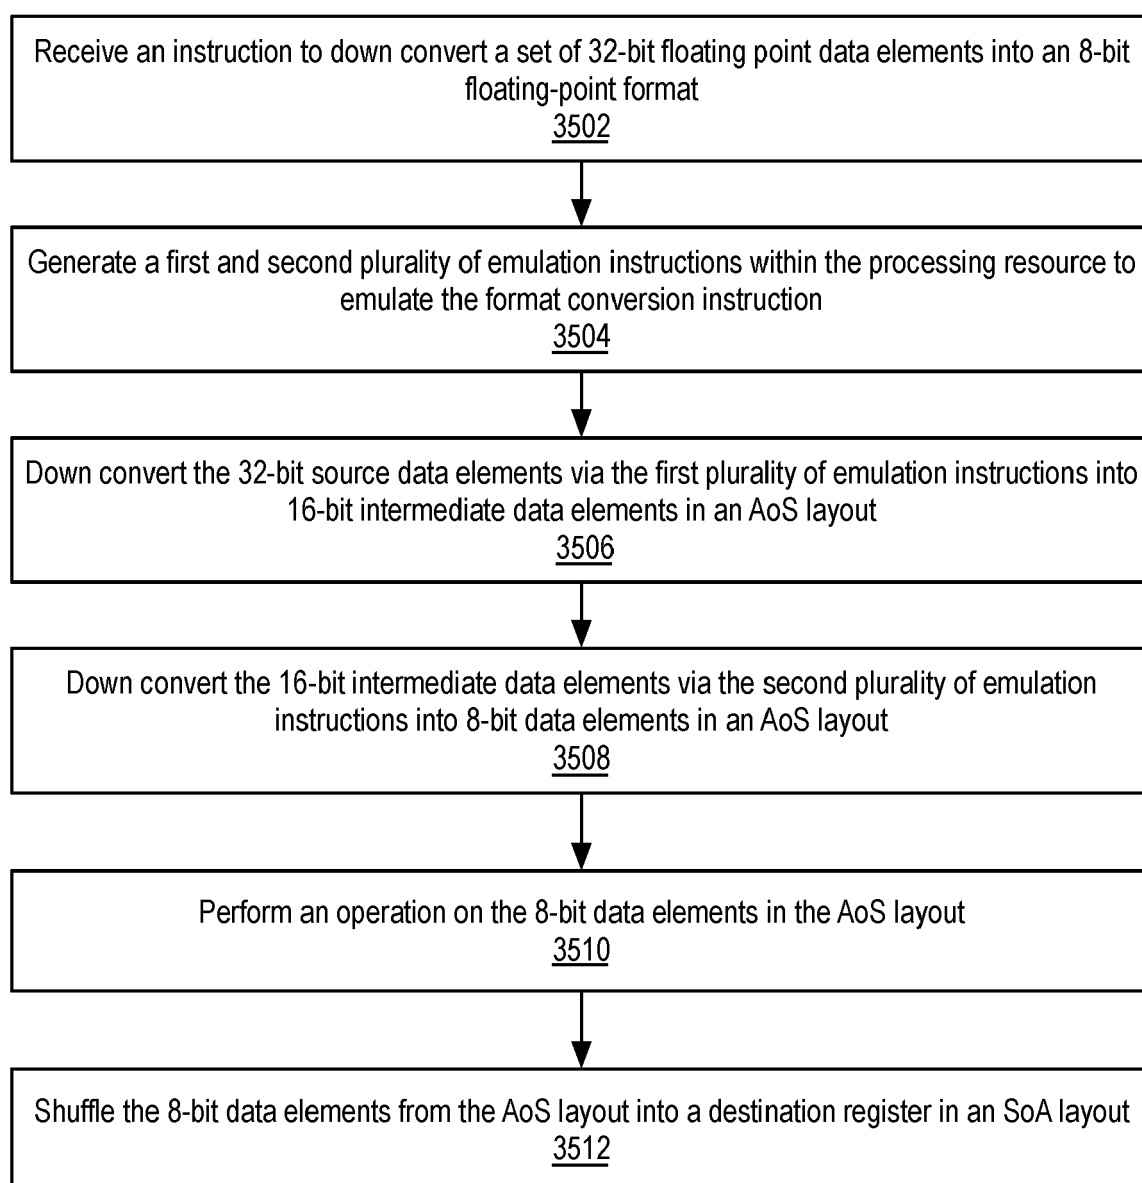 Receive an instruction to down convert a set of 32-bit floating point data elements into an 8-bit
floating-point format
3502
Generate a first and second plurality of emulation instructions within the processing resource to
emulate the format conversion instruction
3504
Down convert the 32-bit source data elements via the first plurality of emulation instructions into
16-bit intermediate data elements in an AoS layout
3506
Down convert the 16-bit intermediate data elements via the second plurality of emulation
instructions into 8-bit data elements in an AoS layout
3508
Perform an operation on the 8-bit data elements in the AoS layout
3510
Shuffle the 8-bit data elements from the AoS layout into a destination register in an SoA layout
3512